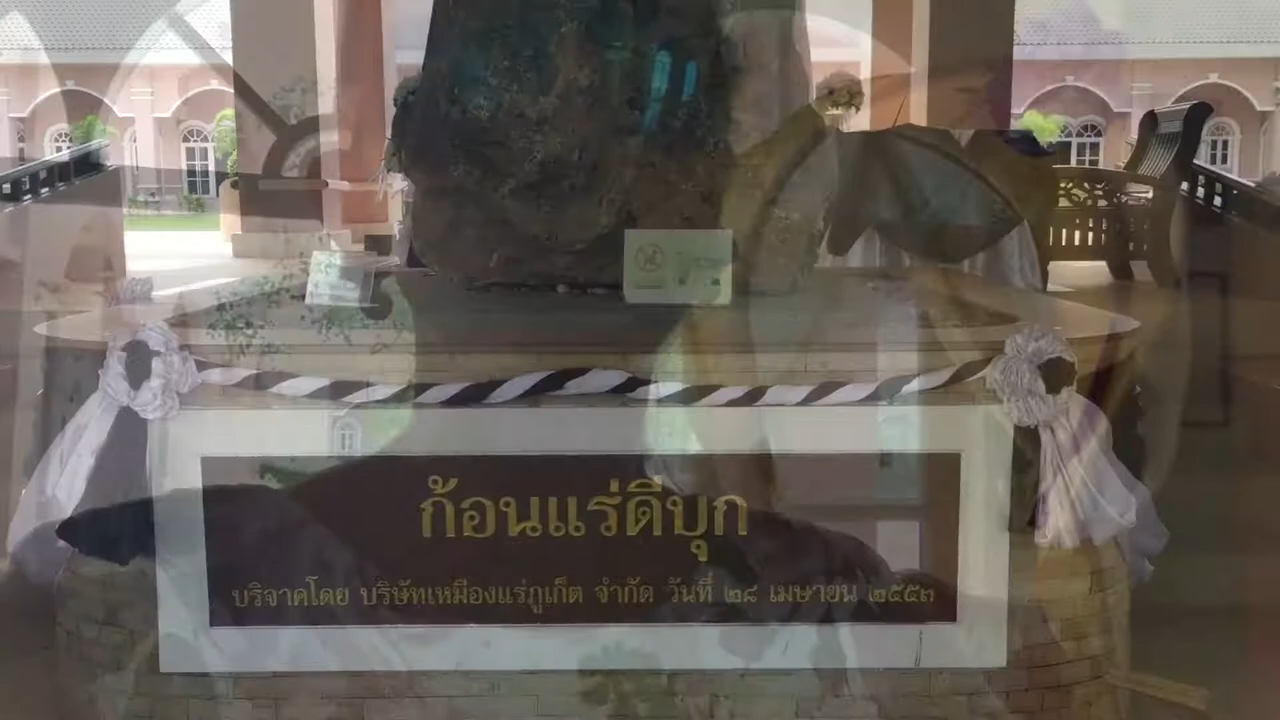 ก้อนแร่ดีบุก
บริจาคโดย บริษัทเหมืองแร่ภูเก็ต จำกัด วันที่ ๒๘ เมษายน ๒๕๕๓